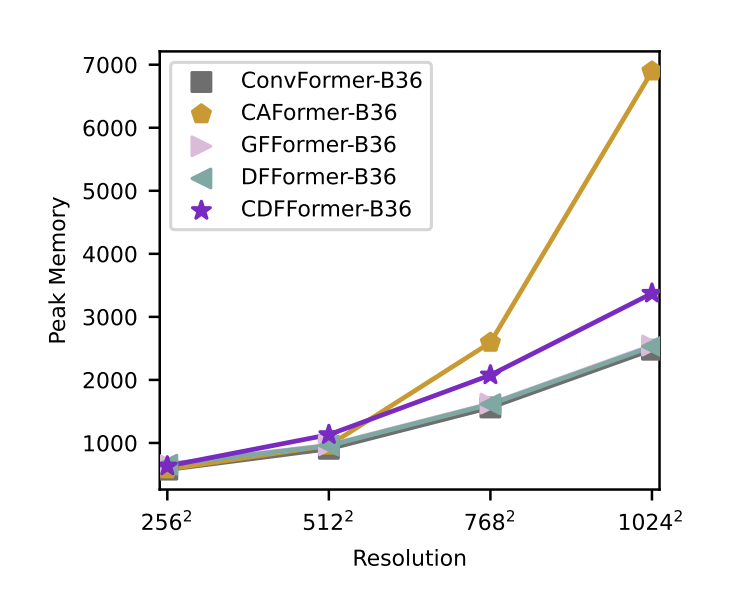 7000
6000
5000
4000
3000
2000
1000
Peak Memory
ConvFormer-B36
CAFormer-B36
GFFormer-B36
DFFormer-B36
CDFFormer-B36
256² 512² 768² 1024²
Resolution